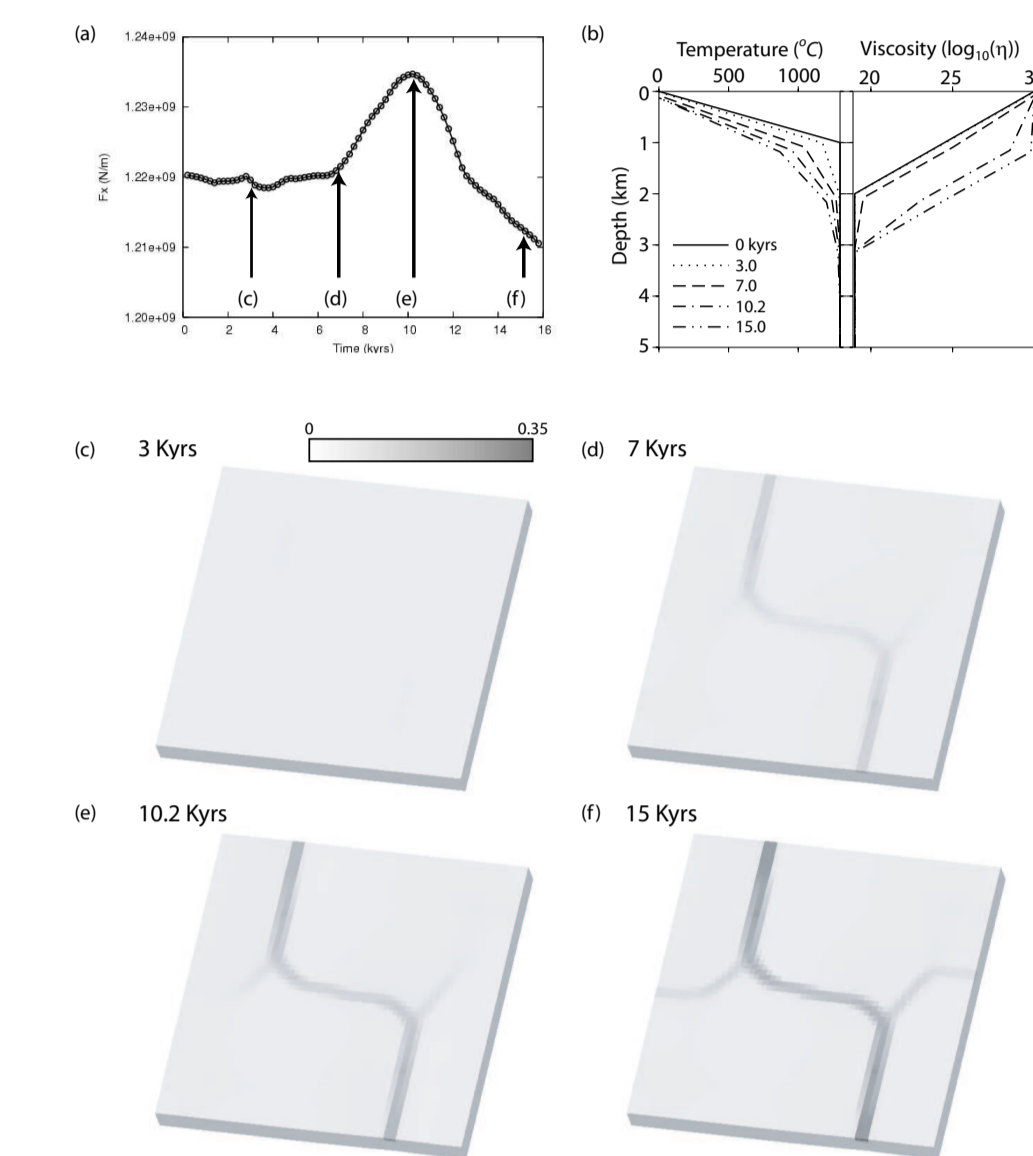 (a)
1.24e+09
1.23e+09
1.22e+09
1.21e+09
1.20e+09
Fx (N/m)
0 2 4 6 8 10 12 14 16
Time (kyrs)
(c) (d) (e) (f)
(b)
Temperature (°C) Viscosity (log10(η))
0 500 1000 20 25 3
0
1
2
3
4
5
Depth (km)
0 kyrs
3.0
7.0
10.2
15.0
(c) 3 Kyrs
0 0.35
(d) 7 Kyrs
(e) 10.2 Kyrs
(f) 15 Kyrs